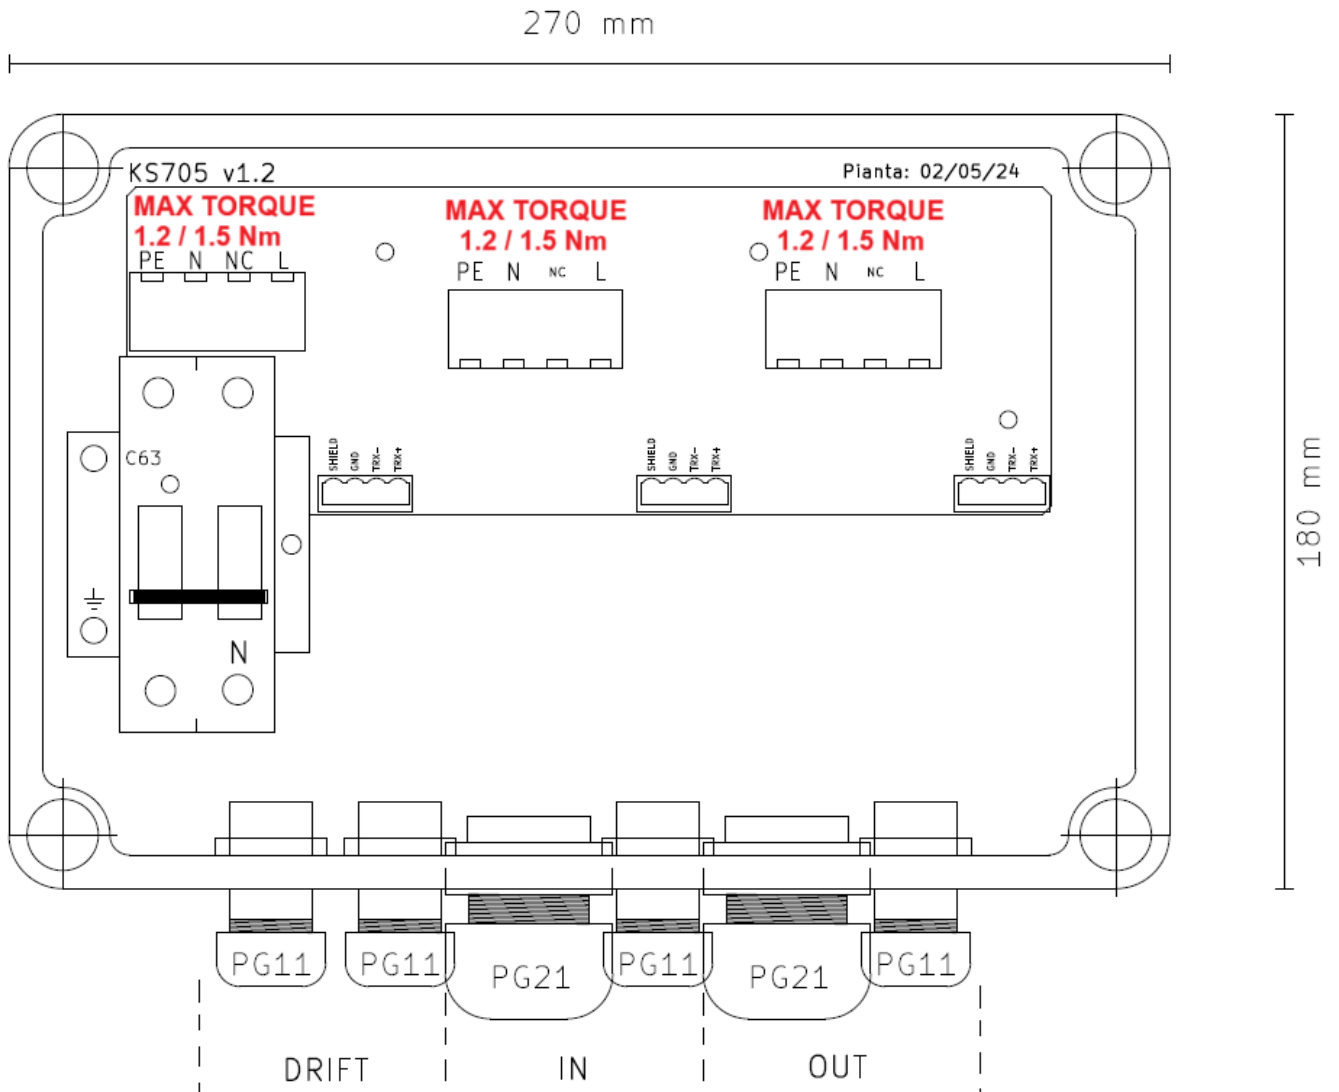 270 mm
KS705 v1.2
Pianta: 02/05/24
MAX TORQUE
1.2 / 1.5 Nm
PE N NC L
MAX TORQUE
1.2 / 1.5 Nm
PE N NC L
MAX TORQUE
1.2 / 1.5 Nm
PE N NC L
C63
N
SHIELD
GND
TRX-
TRX+
SHIELD
GND
TRX-
TRX+
SHIELD
GND
TRX-
TRX+
180 mm
PG11
PG11
PG21
PG11
PG21
PG11
DRIFT
IN
OUT